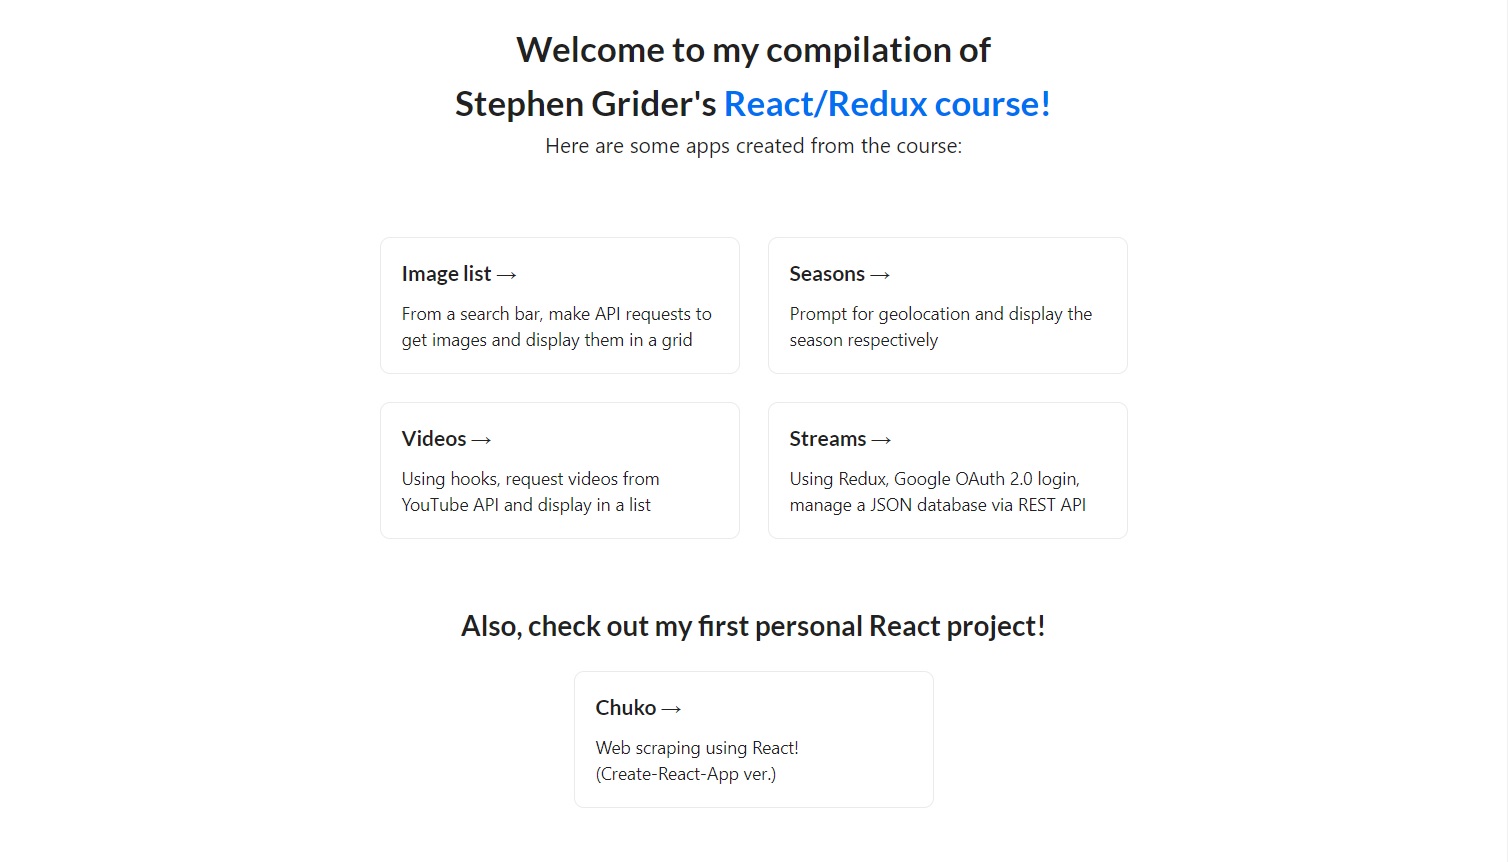 Welcome to my compilation of
Stephen Grider's React/Redux course!
Here are some apps created from the course:
Image list →
From a search bar, make API requests to
get images and display them in a grid
Seasons →
Prompt for geolocation and display the
season respectively
Videos →
Using hooks, request videos from
YouTube API and display in a list
Streams →
Using Redux, Google OAuth 2.0 login,
manage a JSON database via REST API
Also, check out my first personal React project!
Chuko →
Web scraping using React!
(Create-React-App ver.)